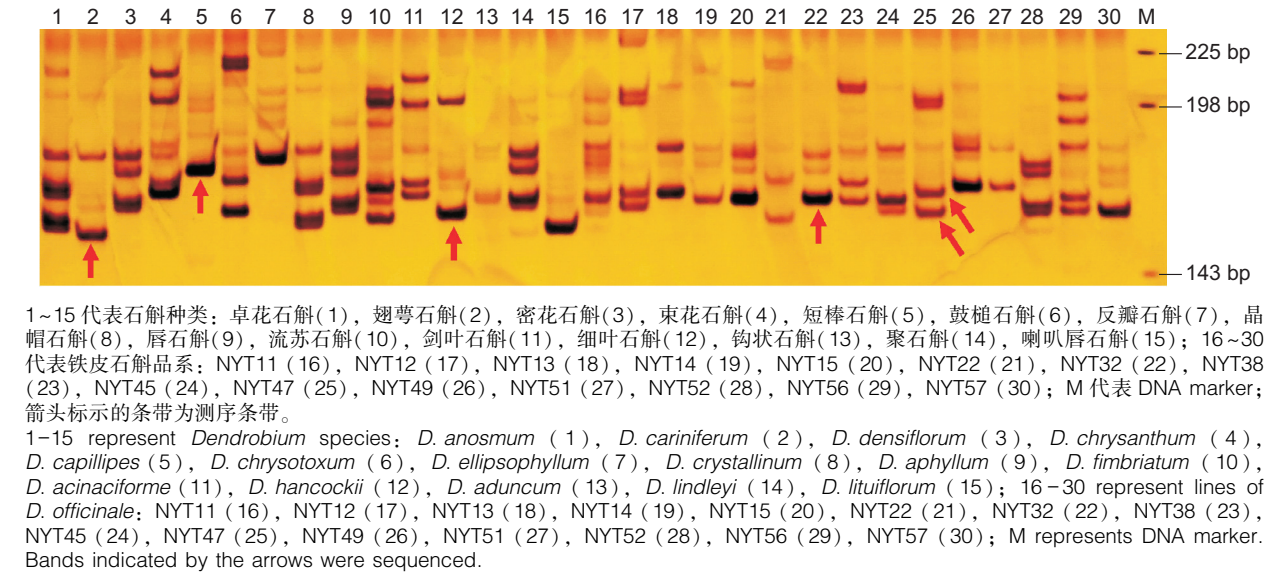 1 2 3 4 5 6 7 8 9 10 11 12 13 14 15 16 17 18 19 20 21 22 23 24 25 26 27 28 29 30 M
225 bp
198 bp
143 bp
1~15 代表石斛种类：卓花石斛(1)，翅萼石斛(2)，密花石斛(3)，束花石斛(4)，短棒石斛(5)，鼓槌石斛(6)，反瓣石斛(7)，晶
帽石斛(8)，唇石斛(9)，流苏石斛(10)，剑叶石斛(11)，细叶石斛(12)，钩状石斛(13)，聚石斛(14)，喇叭唇石斛(15)；16~30
代表铁皮石斛品系：NYT11 (16)，NYT12 (17)，NYT13 (18)，NYT14 (19)，NYT15 (20)，NYT22 (21)，NYT32 (22)，NYT38
(23)，NYT45 (24)，NYT47 (25)，NYT49 (26)，NYT51 (27)，NYT52 (28)，NYT56 (29)，NYT57 (30)；M 代表 DNA marker；
箭头标示的条带为测序条带。
1-15 represent Dendrobium species: D. anosmum (1), D. cariniferum (2), D. densiflorum (3), D. chrysanthum (4),
D. capillipes (5), D. chrysotoxum (6), D. ellipsophyllum (7), D. crystallinum (8), D. aphyllum (9), D. fimbriatum (10),
D. acinaciforme (11), D. hancockii (12), D. aduncum (13), D. lindleyi (14), D. lituiflorum (15); 16-30 represent lines of
D. officinale: NYT11 (16), NYT12 (17), NYT13 (18), NYT14 (19), NYT15 (20), NYT22 (21), NYT32 (22), NYT38 (23),
NYT45 (24), NYT47 (25), NYT49 (26), NYT51 (27), NYT52 (28), NYT56 (29), NYT57 (30); M represents DNA marker.
Bands indicated by the arrows were sequenced.